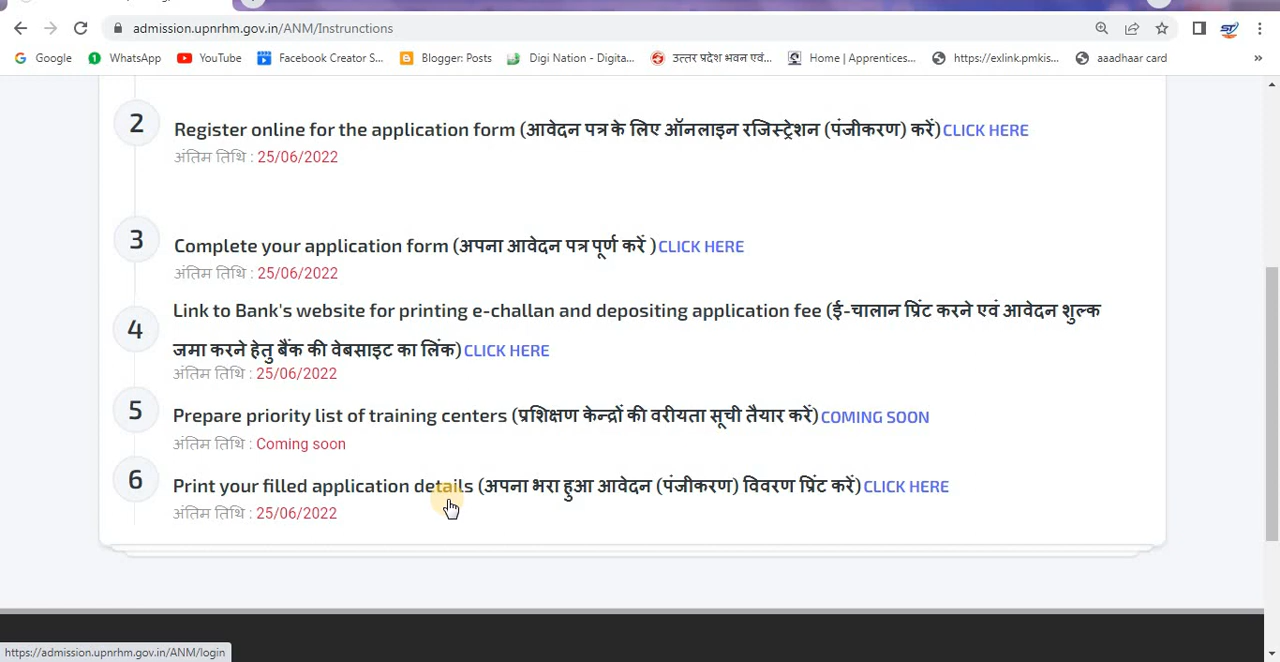 admission.upnrhm.gov.in/ANM/Instrunctions
Google WhatsApp YouTube Facebook Creator S... Blogger: Posts Digi Nation - Digita... उत्तर प्रदेश भवन एवं... Home | Apprentices... https://exlink.pmkis... aaadhaar card »
2 Register online for the application form (आवेदन पत्र के लिए ऑनलाइन रजिस्ट्रेशन (पंजीकरण) करें)CLICK HERE
अंतिम तिथि : 25/06/2022
3 Complete your application form (अपना आवेदन पत्र पूर्ण करें )CLICK HERE
अंतिम तिथि : 25/06/2022
4 Link to Bank's website for printing e-challan and depositing application fee (ई-चालान प्रिंट करने एवं आवेदन शुल्क
जमा करने हेतु बैंक की वेबसाइट का लिंक)CLICK HERE
अंतिम तिथि : 25/06/2022
5 Prepare priority list of training centers (प्रशिक्षण केन्द्रों की वरीयता सूची तैयार करें)COMING SOON
अंतिम तिथि : Coming soon
6 Print your filled application details (अपना भरा हुआ आवेदन (पंजीकरण) विवरण प्रिंट करें)CLICK HERE
अंतिम तिथि : 25/06/2022
https://admission.upnrhm.gov.in/ANM/login